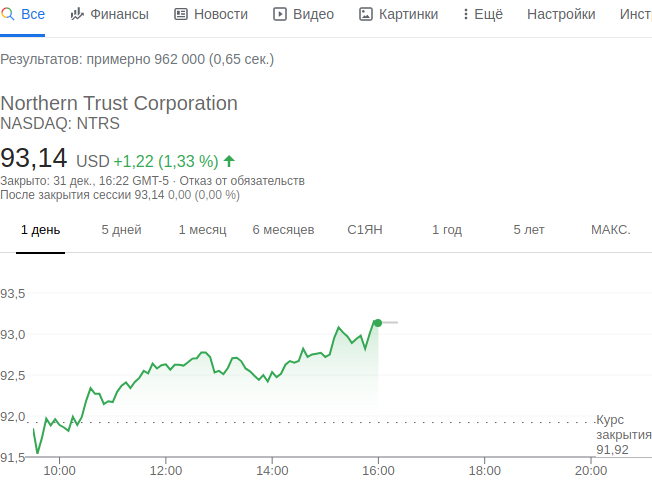 Все Финансы Новости Видео Картинки Ещё Настройки Инст
Результатов: примерно 962 000 (0,65 сек.)
Northern Trust Corporation
NASDAQ: NTRS
93,14 USD +1,22 (1,33 %)
Закрыто: 31 дек., 16:22 GMT-5 · Отказ от обязательств
После закрытия сессии 93,14 0,00 (0,00 %)
1 день 5 дней 1 месяц 6 месяцев С1ЯН 1 год 5 лет МАКС.
93,5
93,0
92,5
92,0
Курс
закрытия
91,92
91,5
10:00 12:00 14:00 16:00 18:00 20:00